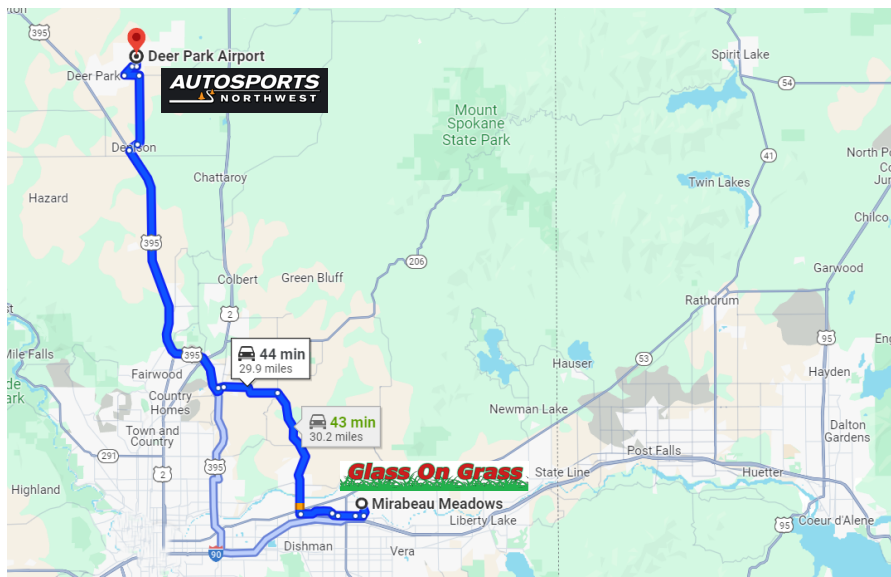 395
Deer Park Airport
Deer Park
AUTOSPORTS
NORTHWEST
Spirit Lake
54
Mount
Spokane
State Park
Chattaroy
41
Twin Lakes
Hazard
Chilco
395
206
Colbert
Green Bluff
Garwood
2
Rathdrum
395
44 min
29.9 miles
Mile Falls
95
53
Fairwood
Hauser
Hayden
Country
Homes
43 min
30.2 miles
Newman Lake
Town and
Country
Dalton
Gardens
291
2
395
Post Falls
Glass On Grass
State Line
Huetter
Highland
Mirabeau Meadows
Liberty Lake
95
Coeur d'Alene
90
Dishman
Vera